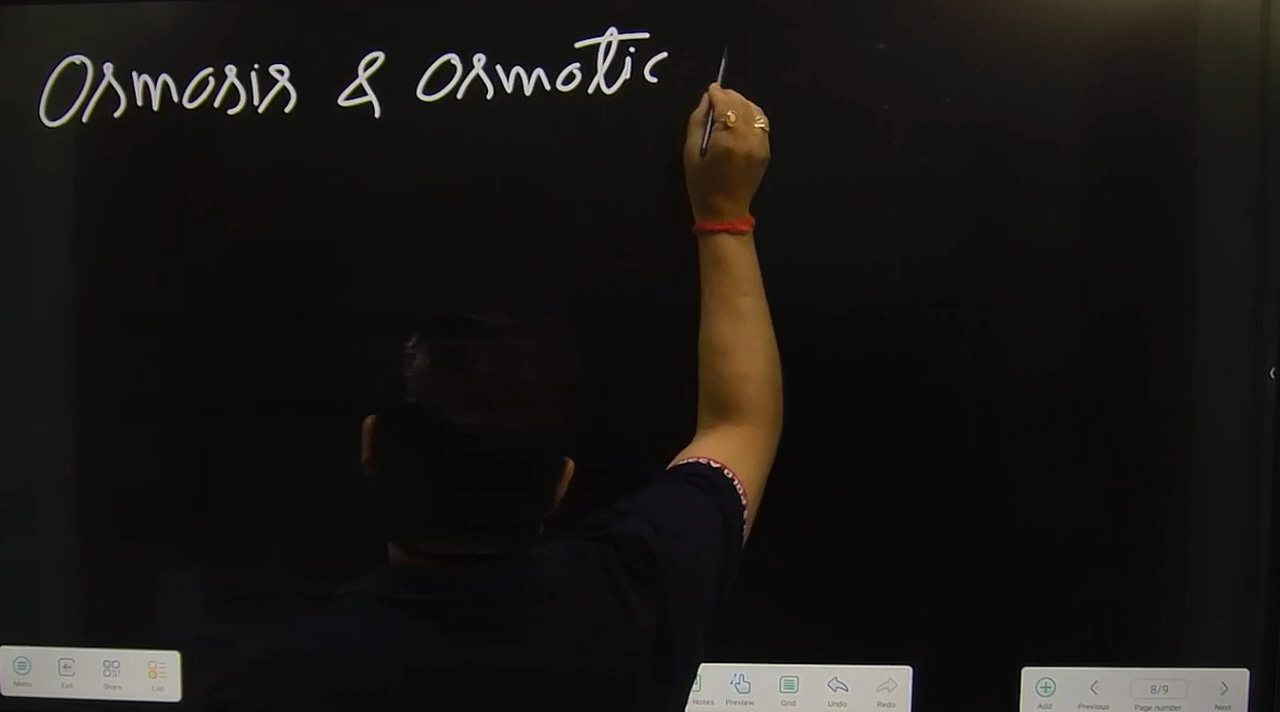 Osmosis & Osmotic
Menu Exit Share List
Notes Preview Grid Undo Redo
Add Previous 8/9 Page number Next